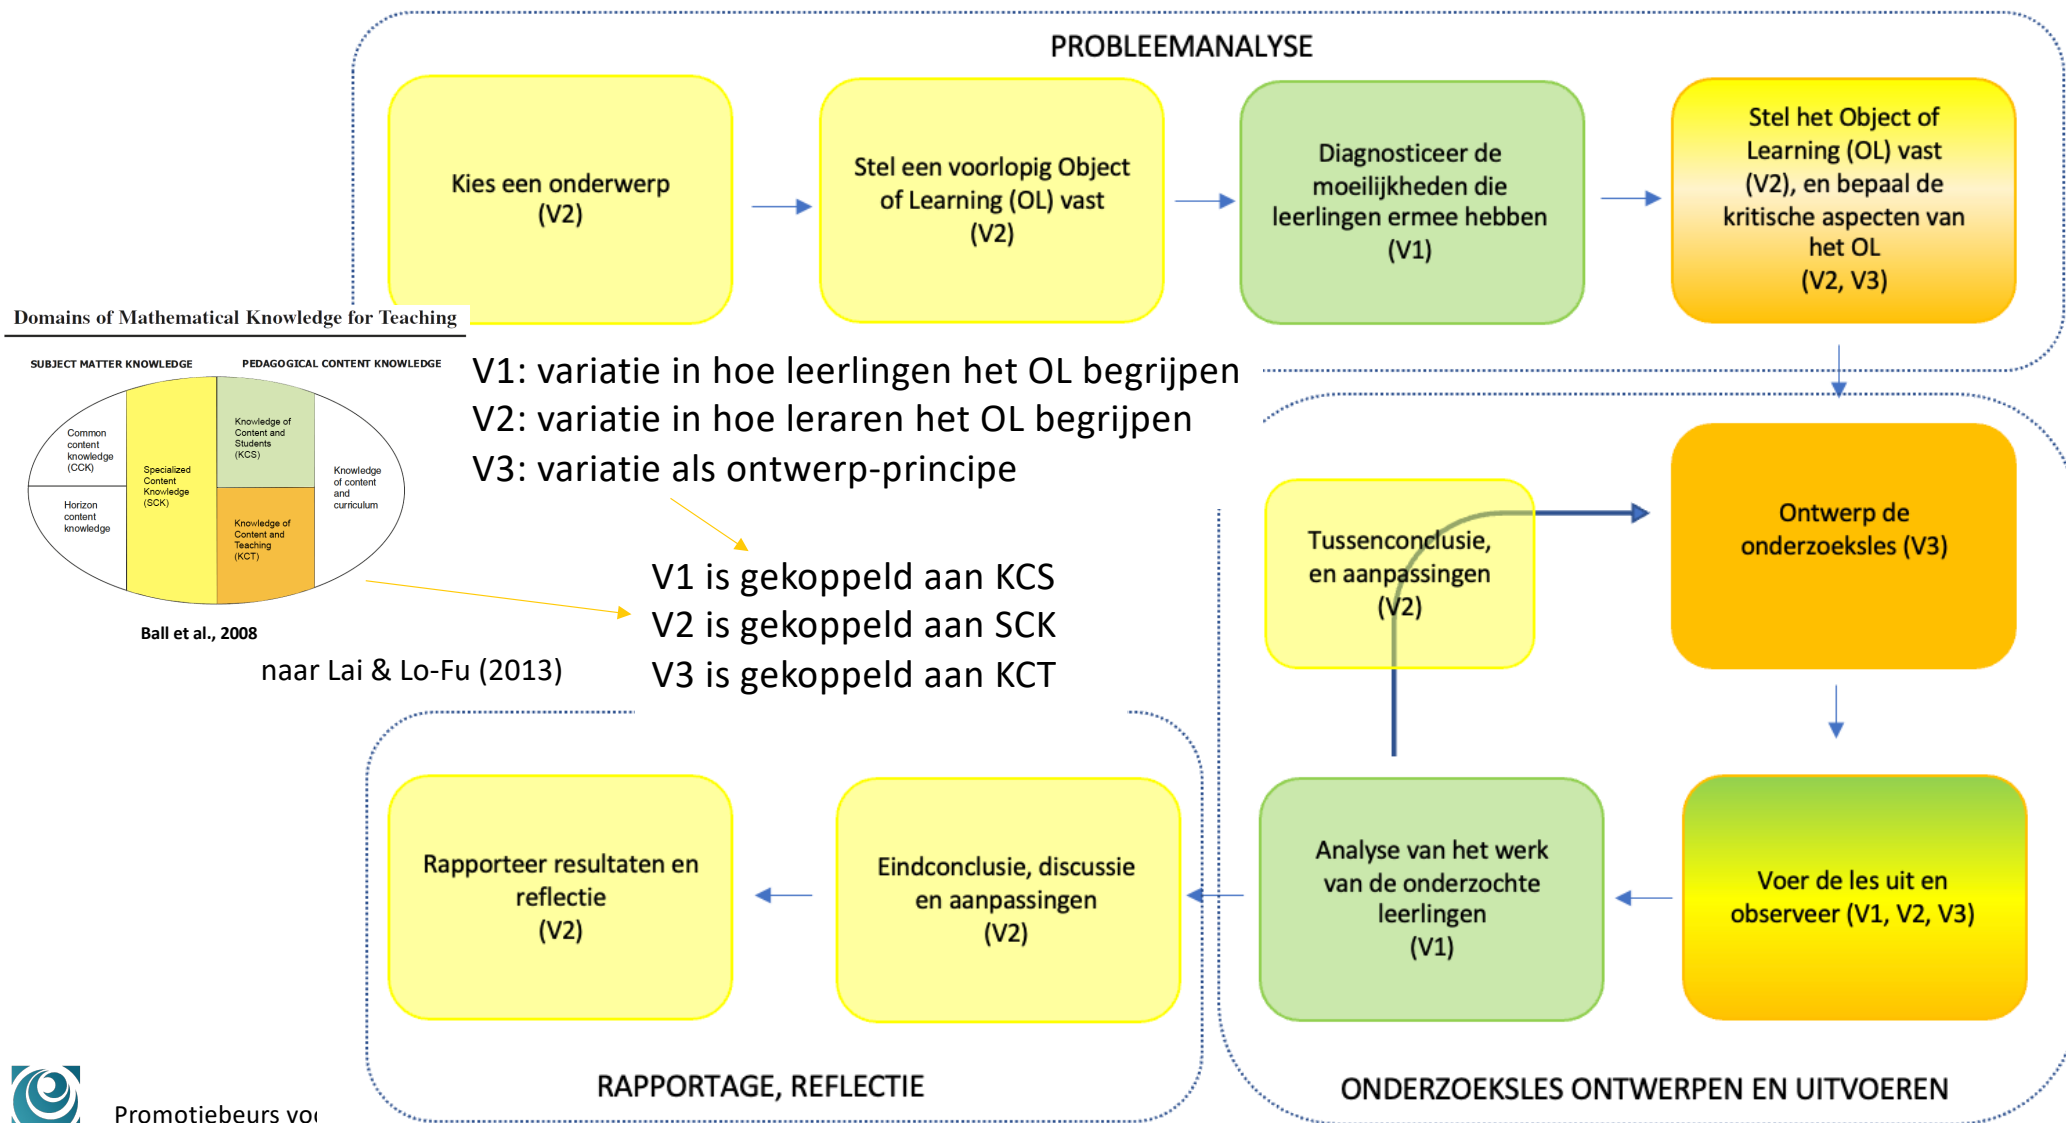 PROBLEEMANALYSE
Kies een onderwerp
(V2)
Stel een voorlopig Object
of Learning (OL) vast
(V2)
Diagnosticeer de
moeilijkheden die
leerlingen ermee hebben
(V1)
Stel het Object of
Learning (OL) vast
(V2), en bepaal de
kritische aspecten van
het OL
(V2, V3)
Domains of Mathematical Knowledge for Teaching
SUBJECT MATTER KNOWLEDGE
PEDAGOGICAL CONTENT KNOWLEDGE
Common
content
knowledge
(CCK)
Horizon
content
knowledge
Specialized
Content
Knowledge
(SCK)
Knowledge of
Content and
Students
(KCS)
Knowledge of
Content and
Teaching
(KCT)
Knowledge
of content
and
curriculum
Ball et al., 2008
naar Lai & Lo-Fu (2013)
V1: variatie in hoe leerlingen het OL begrijpen
V2: variatie in hoe leraren het OL begrijpen
V3: variatie als ontwerp-principe
V1 is gekoppeld aan KCS
V2 is gekoppeld aan SCK
V3 is gekoppeld aan KCT
Tussenconclusie,
en aanpassingen
(V2)
Ontwerp de
onderzoeksles (V3)
Rapporteer resultaten en
reflectie
(V2)
Eindconclusie, discussie
en aanpassingen
(V2)
Analyse van het werk
van de onderzochte
leerlingen
(V1)
Voer de les uit en
observeer (V1, V2, V3)
RAPPORTAGE, REFLECTIE
ONDERZOEKSLES ONTWERPEN EN UITVOEREN
Promotiebeurs